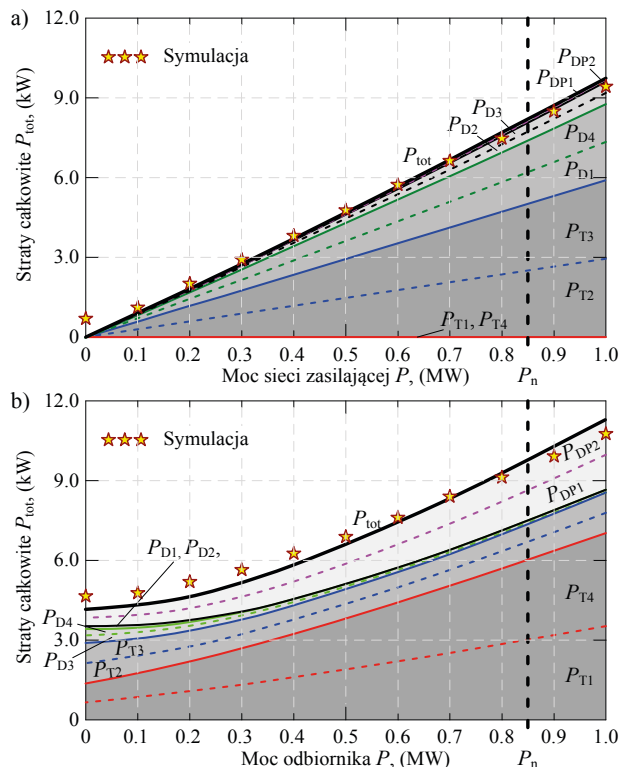 a)
12.0
9.0
6.0
3.0
0
Straty całkowite P_tot, (kW)
Symulacja
P_DP2
P_DP1
P_D3
P_D2
P_tot
P_D4
P_D1
P_T3
P_T2
P_T1, P_T4
0 0.1 0.2 0.3 0.4 0.5 0.6 0.7 0.8 0.9 1.0
Moc sieci zasilającej P, (MW)
P_n
b)
12.0
9.0
6.0
3.0
0
Straty całkowite P_tot, (kW)
Symulacja
P_DP2
P_tot
P_DP1
P_D1, P_D2,
P_D4
P_D3
P_T3
P_T2
P_T4
P_T1
0 0.1 0.2 0.3 0.4 0.5 0.6 0.7 0.8 0.9 1.0
Moc odbiornika P, (MW)
P_n